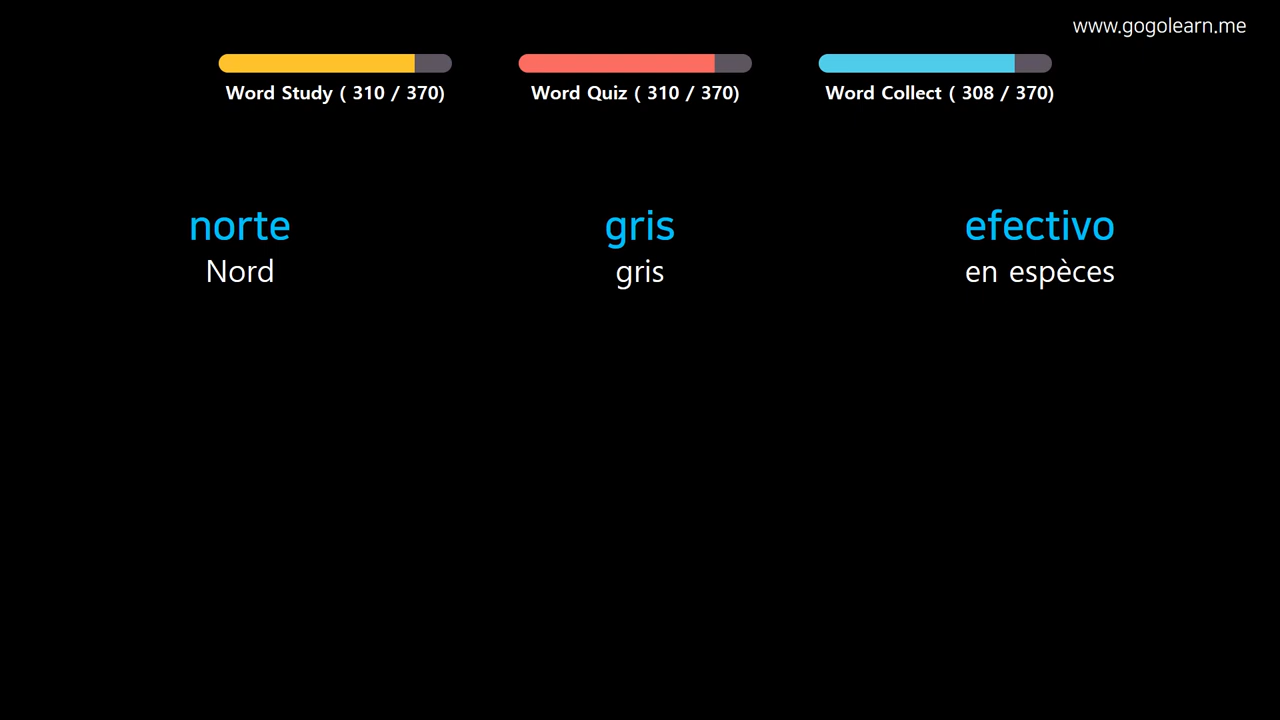 www.gogolearn.me
Word Study ( 310 / 370)
Word Quiz ( 310 / 370)
Word Collect ( 308 / 370)
norte
Nord
gris
gris
efectivo
en espèces